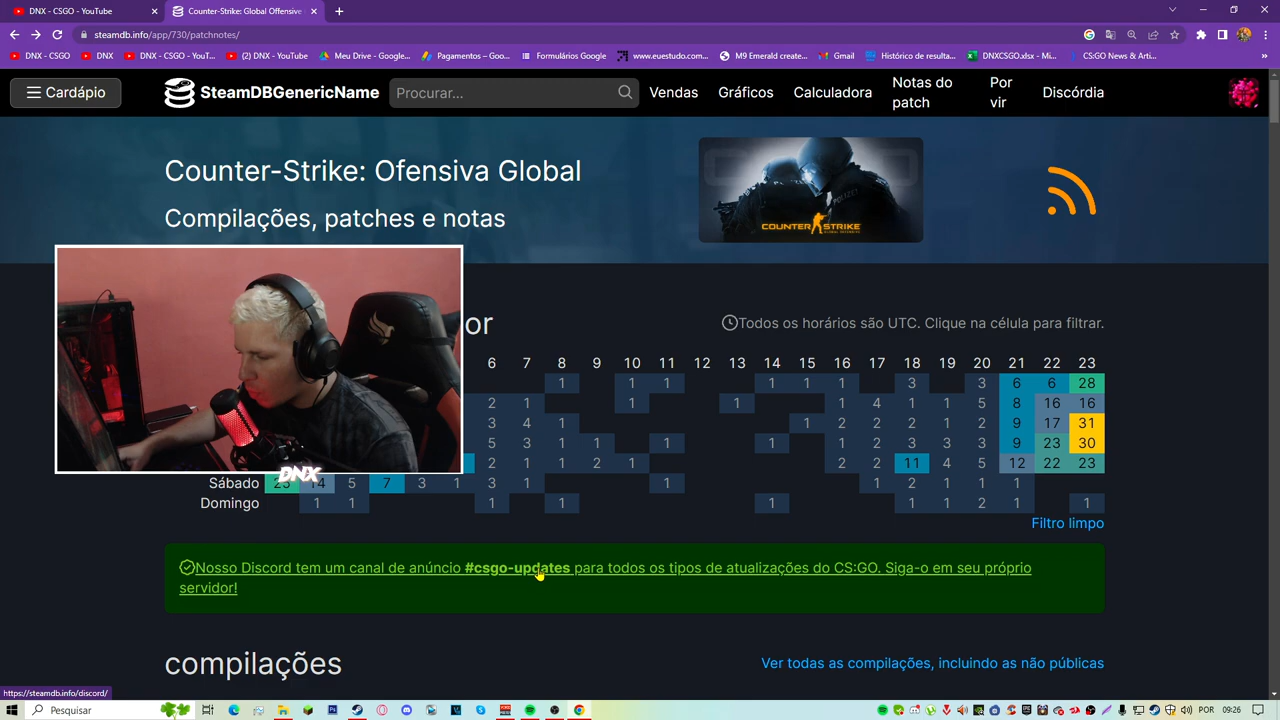 DNX - CSGO - YouTube
Counter-Strike: Global Offensive
steamdb.info/app/730/patchnotes/
DNX - CSGO
DNX
DNX - CSGO - YouT...
(2) DNX - YouTube
Meu Drive - Google...
Pagamentos – Goo...
Formulários Google
www.euestudo.com...
M9 Emerald create...
Gmail
Histórico de resulta...
DNXCSGO.xlsx - Mi...
CS:GO News & Arti...
»
Cardápio
SteamDBGenericName
Procurar...
Vendas
Gráficos
Calculadora
Notas do patch
Por vir
Discórdia
Counter-Strike: Ofensiva Global
Compilações, patches e notas
COUNTER STRIKE
or
Todos os horários são UTC. Clique na célula para filtrar.
6 7 8 9 10 11 12 13 14 15 16 17 18 19 20 21 22 23
1 1 1 1 1 1 3 3 6 6 28
2 1 1 1 1 4 1 1 5 8 16 16
3 4 1 1 2 2 2 1 2 9 17 31
5 3 1 1 1 1 1 2 3 3 3 9 23 30
2 1 1 2 1 2 2 11 4 5 12 22 23
DNX
Sábado 14 5 7 3 1 3 1 1 1 2 1 1 1
Domingo 1 1 1 1 1 1 1 2 1 1
Filtro limpo
Nosso Discord tem um canal de anúncio #csgo-updates para todos os tipos de atualizações do CS:GO. Siga-o em seu próprio
servidor!
compilações
Ver todas as compilações, incluindo as não públicas
https://steamdb.info/discord/
Pesquisar
POR
19:26